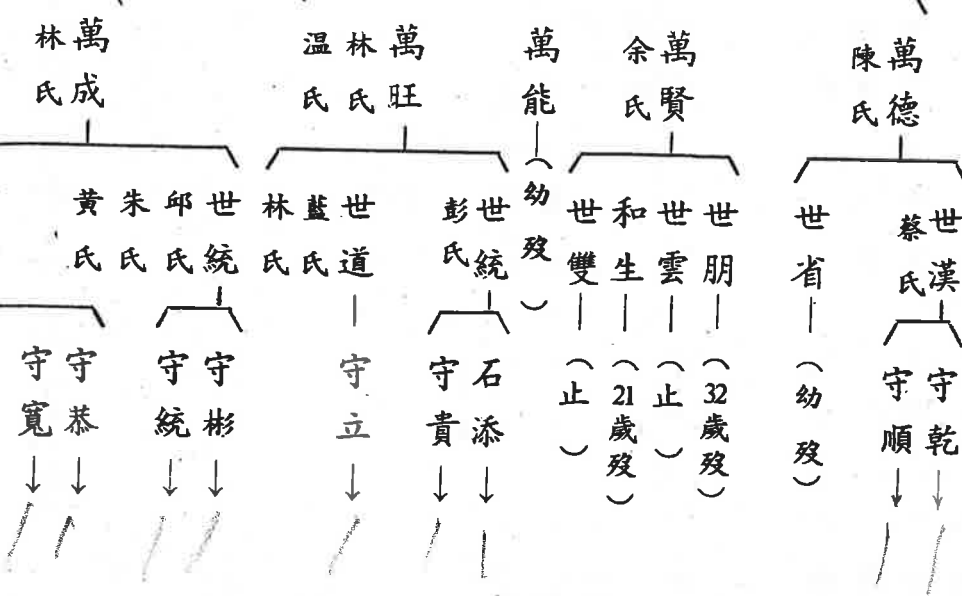 萬德
陳氏
萬賢
余氏
萬能
萬旺
林氏
温氏
萬成
林氏
世漢
蔡氏
世省
世朋
世雲
和生
世雙
（幼歿）
世統
彭氏
世道
藍氏
林氏
世統
邱氏
朱氏
黃氏
守乾
守順
（幼歿）
（32歲歿）
（止）
（21歲歿）
（止）
石添
守貴
守立
守彬
守統
守恭
守寬